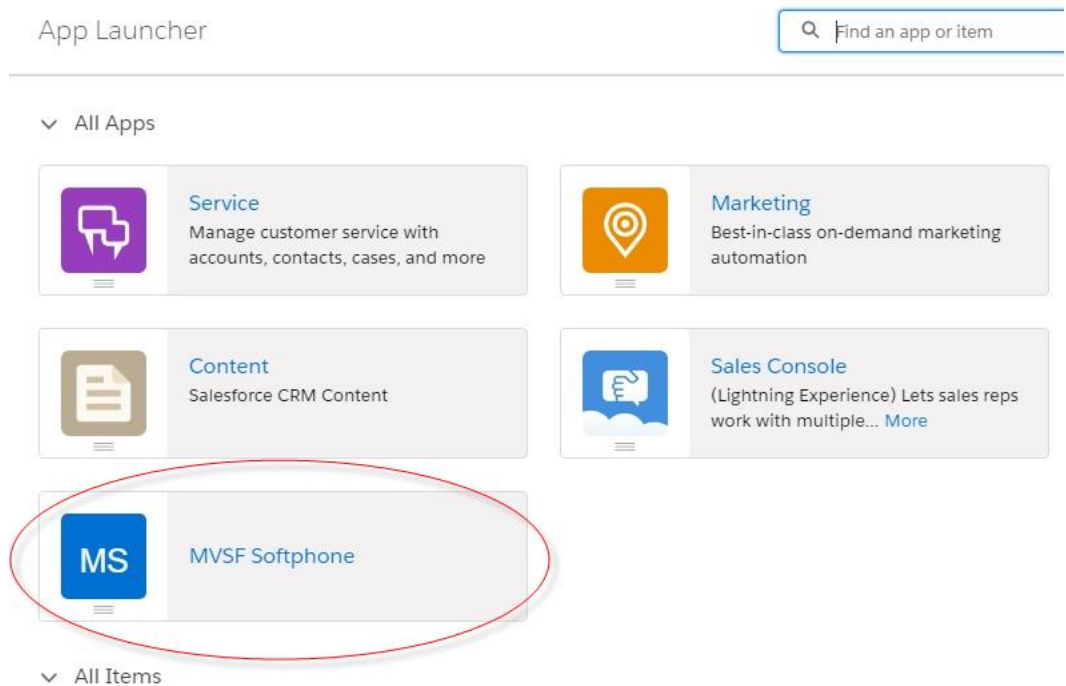 App Launcher
Find an app or item
All Apps
Service
Manage customer service with
accounts, contacts, cases, and more
Marketing
Best-in-class on-demand marketing
automation
Content
Salesforce CRM Content
Sales Console
(Lightning Experience) Lets sales reps
work with multiple... More
MS
MVSF Softphone
All Items